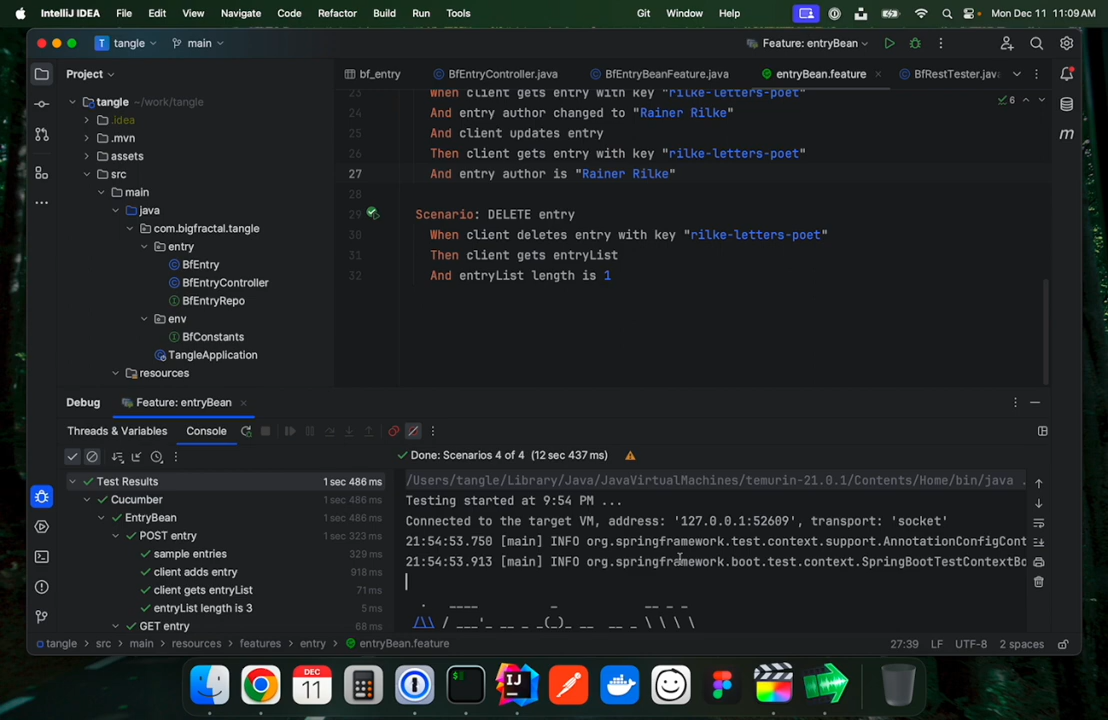 IntelliJ IDEA File Edit View Navigate Code Refactor Build Run Tools Git Window Help Mon Dec 11 11:09 AM
T tangle main Feature: entryBean
Project
bf_entry BfEntryController.java BfEntryBeanFeature.java entryBean.feature BfRestTester.java
tangle ~/work/tangle
.idea
.mvn
assets
src
main
java
com.bigfractal.tangle
entry
BfEntry
BfEntryController
BfEntryRepo
env
BfConstants
TangleApplication
resources
6
23 When client gets entry with key "rilke-letters-poet"
24 And entry author changed to "Rainer Rilke"
25 And client updates entry
26 Then client gets entry with key "rilke-letters-poet"
27 And entry author is "Rainer Rilke"
28
29 Scenario: DELETE entry
30 When client deletes entry with key "rilke-letters-poet"
31 Then client gets entryList
32 And entryList length is 1
Debug Feature: entryBean
Threads & Variables Console
Test Results 1 sec 486 ms
Cucumber 1 sec 486 ms
EntryBean 1 sec 486 ms
POST entry 1 sec 323 ms
sample entries 329 ms
client adds entry 918 ms
client gets entryList 71 ms
entryList length is 3 5 ms
GET entry 61 ms
Done: Scenarios 4 of 4 (12 sec 437 ms)
/Users/tangle/Library/Java/JavaVirtualMachines/temurin-21.0.1/Contents/Home/bin/java .
Testing started at 9:54 PM ...
Connected to the target VM, address: '127.0.0.1:52609', transport: 'socket'
21:54:53.750 [main] INFO org.springframework.test.context.support.AnnotationConfigCont
21:54:53.913 [main] INFO org.springframework.boot.test.context.SpringBootTestContextBo
. ____ _ __ _ _
/\\ / ___'_ __ _ _(_)_ __ __ _ \ \ \ \
tangle src main resources features entry entryBean.feature 27:39 LF UTF-8 2 spaces
DEC
11